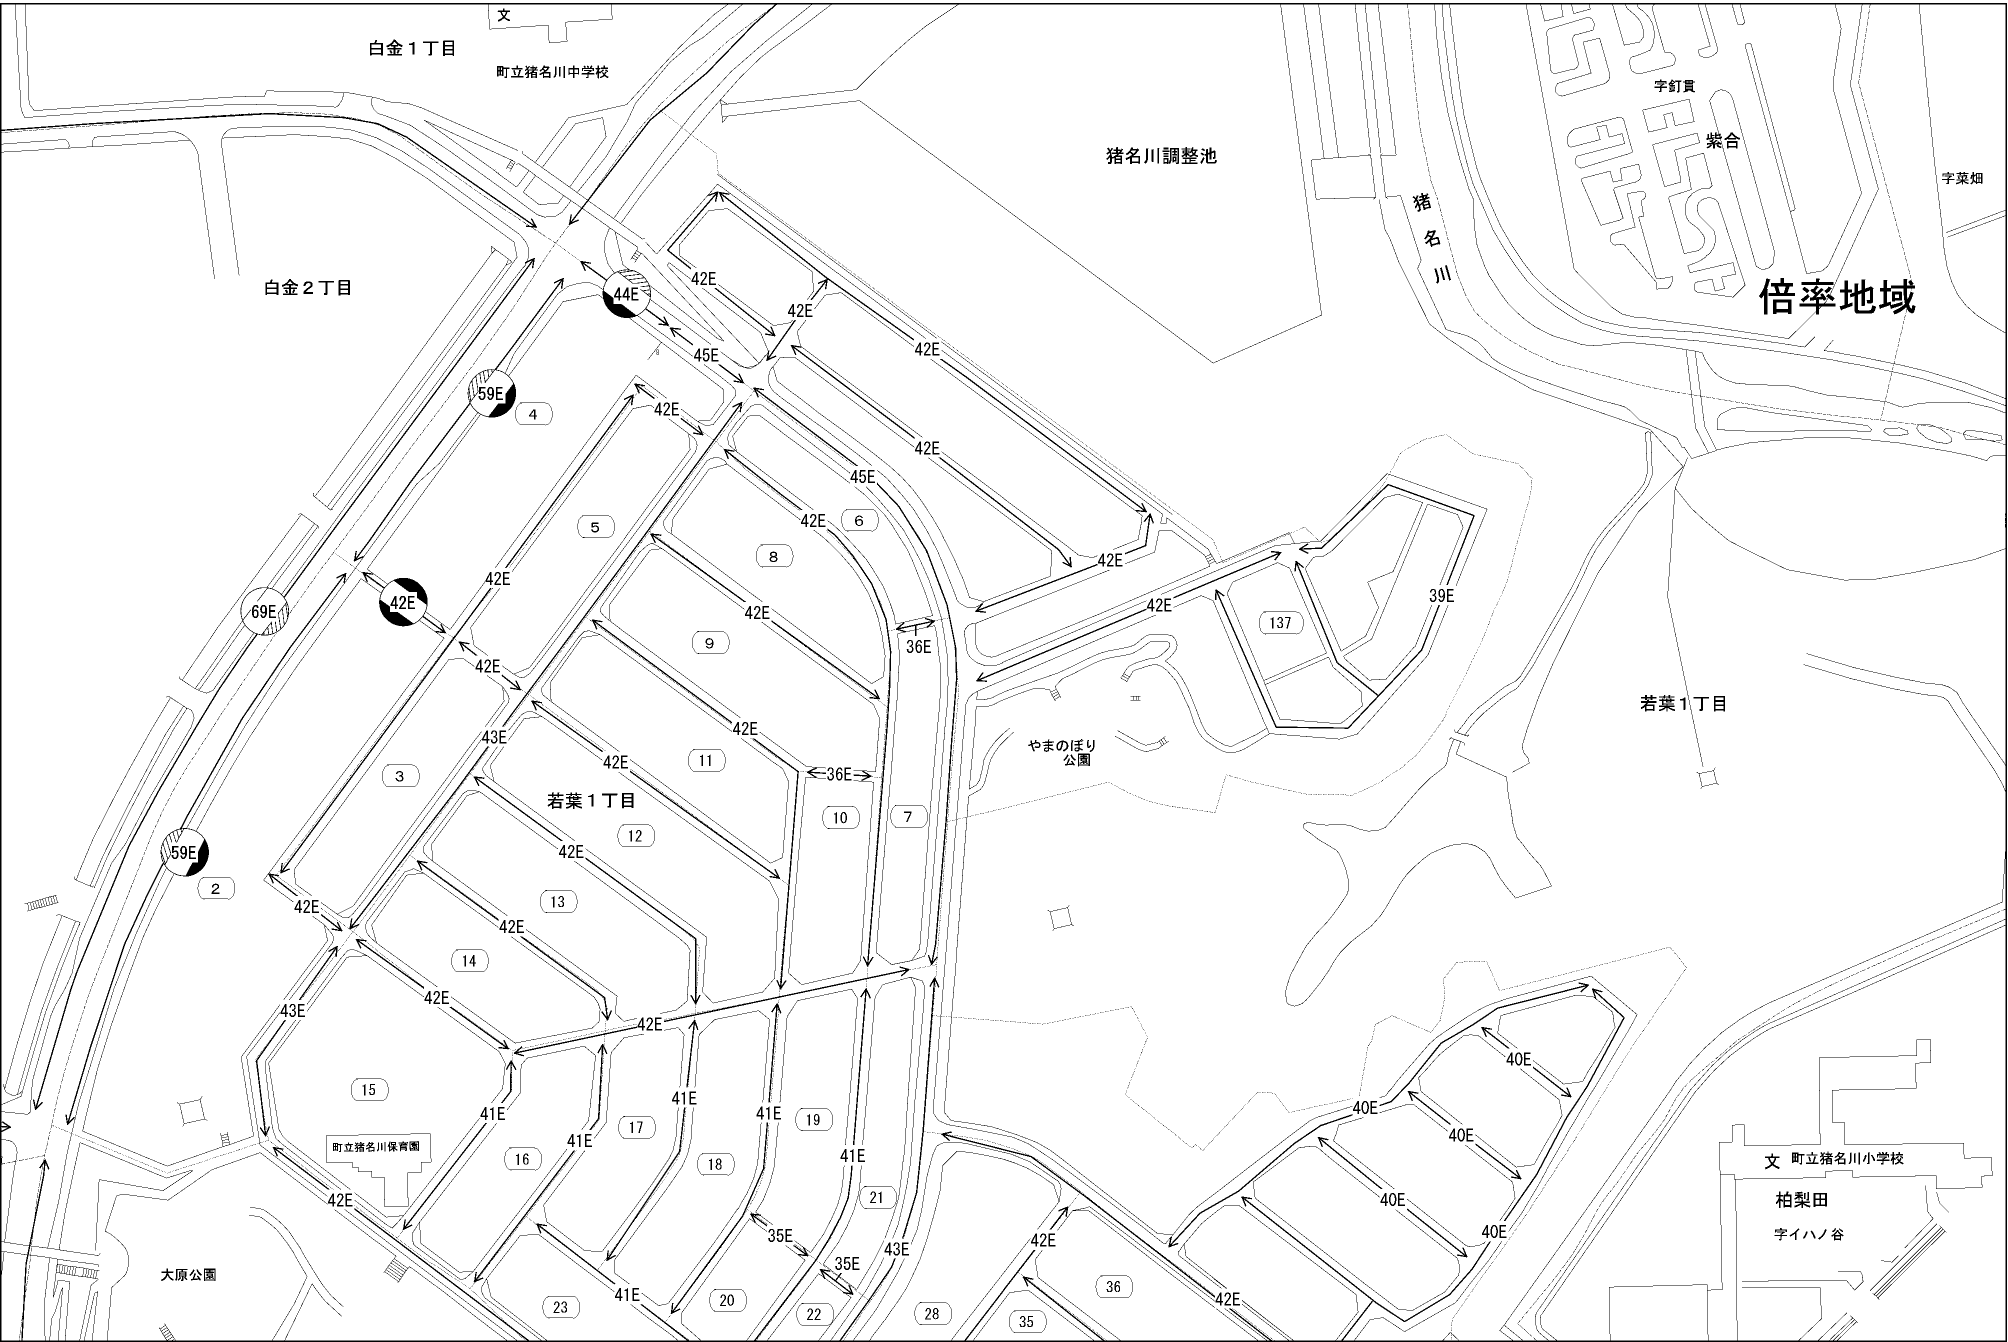 文
白金１丁目
町立猪名川中学校
字釘貫
紫合
猪名川調整池
字菜畑
猪
名
川
白金２丁目
倍率地域
42E
44E
42E
42E
45E
59E
4
42E
42E
45E
6
42E
5
8
42E
42E
42E
69E
42E
42E
42E
39E
137
9
36E
42E
若葉１丁目
43E
42E
やまのぼり
公園
11
42E
36E
3
若葉１丁目
10
7
12
59E
42E
2
13
42E
42E
14
42E
43E
42E
40E
15
41E
41E
17
41E
19
40E
40E
町立猪名川保育園
41E
16
18
41E
文
町立猪名川小学校
42E
21
40E
柏梨田
35E
43E
42E
40E
字イハノ谷
大原公園
35E
36
41E
23
20
22
28
35
42E